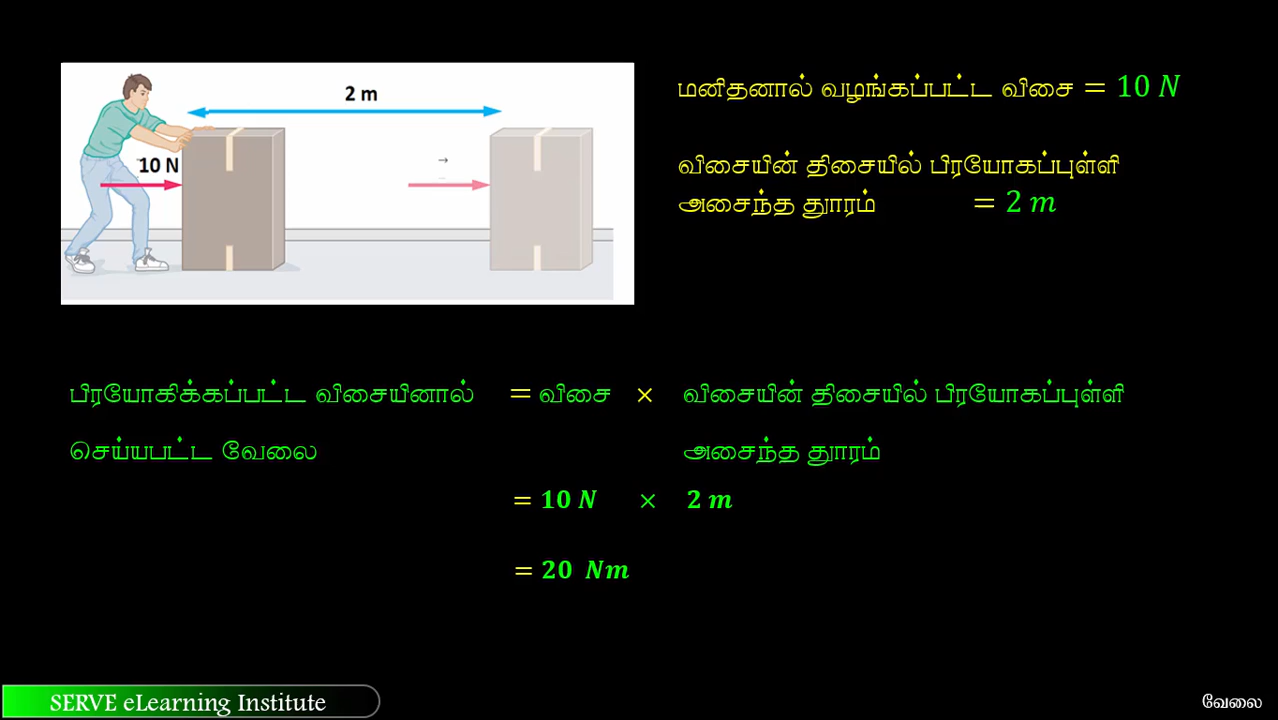 2 m
10 N
→
மனிதனால் வழங்கப்பட்ட விசை = 10 N
விசையின் திசையில் பிரயோகப்புள்ளி
அசைந்த தூரம் = 2 m
பிரயோகிக்கப்பட்ட விசையினால் = விசை × விசையின் திசையில் பிரயோகப்புள்ளி
செய்யபட்ட வேலை அசைந்த தூரம்
= 10 N × 2 m
= 20 Nm
SERVE eLearning Institute
வேலை